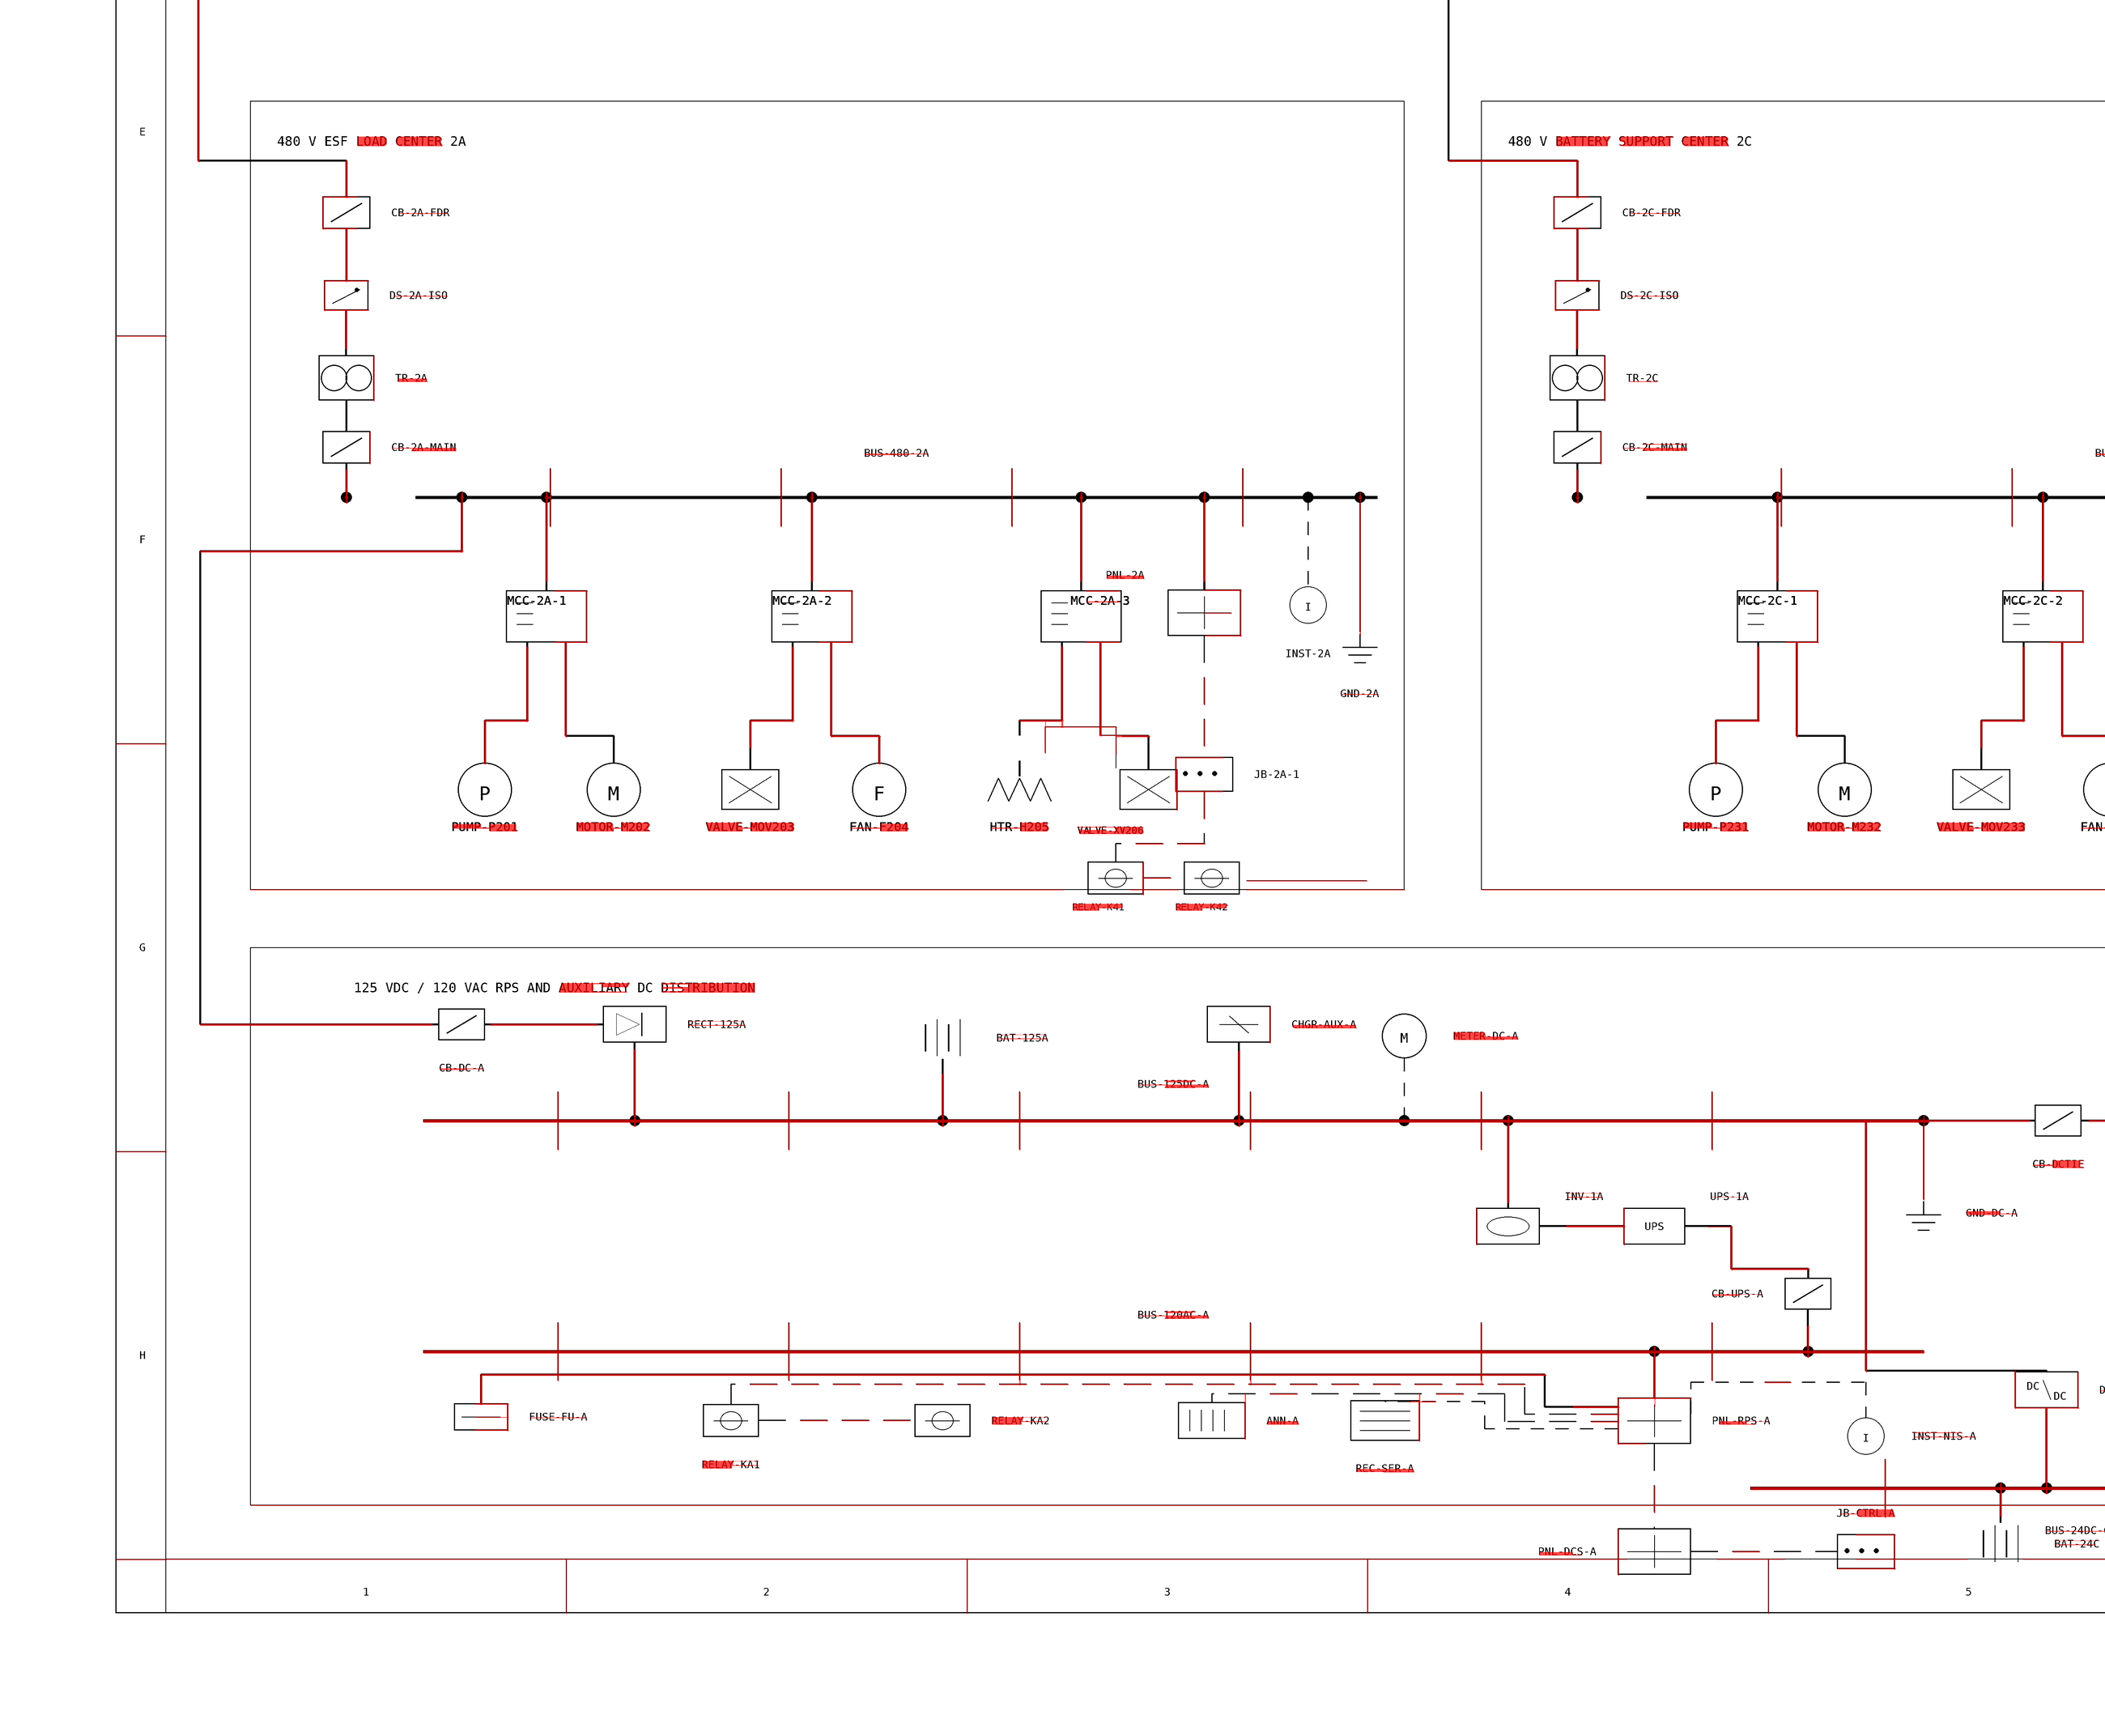 E
480 V ESF LOAD CENTER 2A
480 V BATTERY SUPPORT CENTER 2C
CB-2A-FDR
CB-2C-FDR
DS-2A-ISO
DS-2C-ISO
TR-2A
TR-2C
CB-2A-MAIN
BUS-480-2A
CB-2C-MAIN
F
PNL-2A
MCC-2A-1
MCC-2A-2
MCC-2A-3
I
MCC-2C-1
MCC-2C-2
INST-2A
GND-2A
JB-2A-1
P
M
F
P
M
PUMP-P201
MOTOR-M202
VALVE-MOV203
FAN-F204
HTR-H205
VALVE-XV206
PUMP-P231
MOTOR-M232
VALVE-MOV233
FAN-
RELAY-K41
RELAY-K42
G
125 VDC / 120 VAC RPS AND AUXILIARY DC DISTRIBUTION
RECT-125A
BAT-125A
CHGR-AUX-A
M
METER-DC-A
CB-DC-A
BUS-125DC-A
CB-DCTIE
INV-1A
UPS-1A
GND-DC-A
UPS
CB-UPS-A
BUS-120AC-A
H
DC
DC
D
FUSE-FU-A
RELAY-KA2
ANN-A
PNL-RPS-A
I
INST-NIS-A
RELAY-KA1
REC-SER-A
JB-CTRL-A
BUS-24DC-
PNL-DCS-A
BAT-24C
1
2
3
4
5